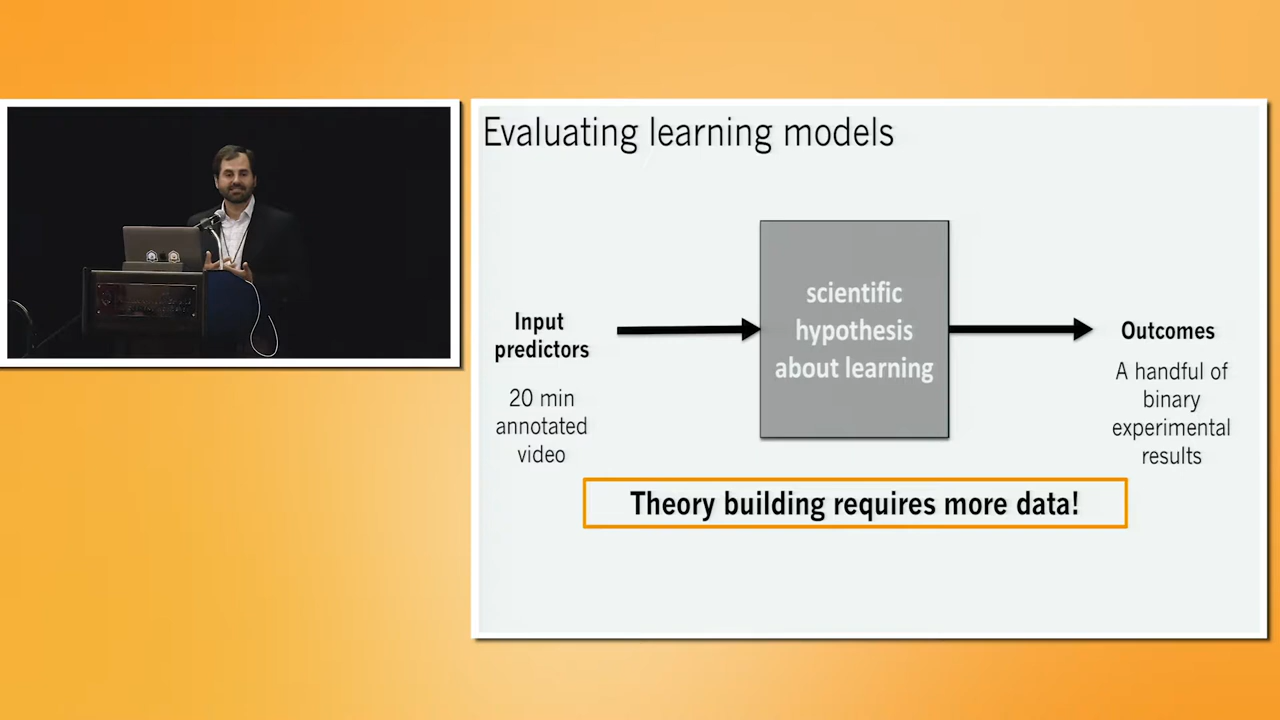 Evaluating learning models
scientific
hypothesis
about learning
Input
predictors
20 min
annotated
video
Outcomes
A handful of
binary
experimental
results
Theory building requires more data!